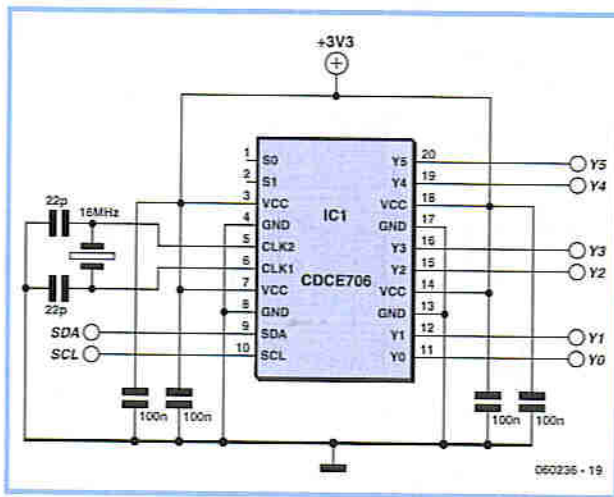 +3V3
1 S0 Y5 20 Y5
2 S1 Y4 19 Y4
22p 3 VCC VCC 18
16MHz 4 GND IC1 GND 17
5 CLK2 Y3 16 Y3
6 CLK1 CDCE706 Y2 15 Y2
22p 7 VCC VCC 14
8 GND GND 13
SDA 9 SDA Y1 12 Y1
SCL 10 SCL Y0 11 Y0
100n 100n 100n 100n
060236 - 19